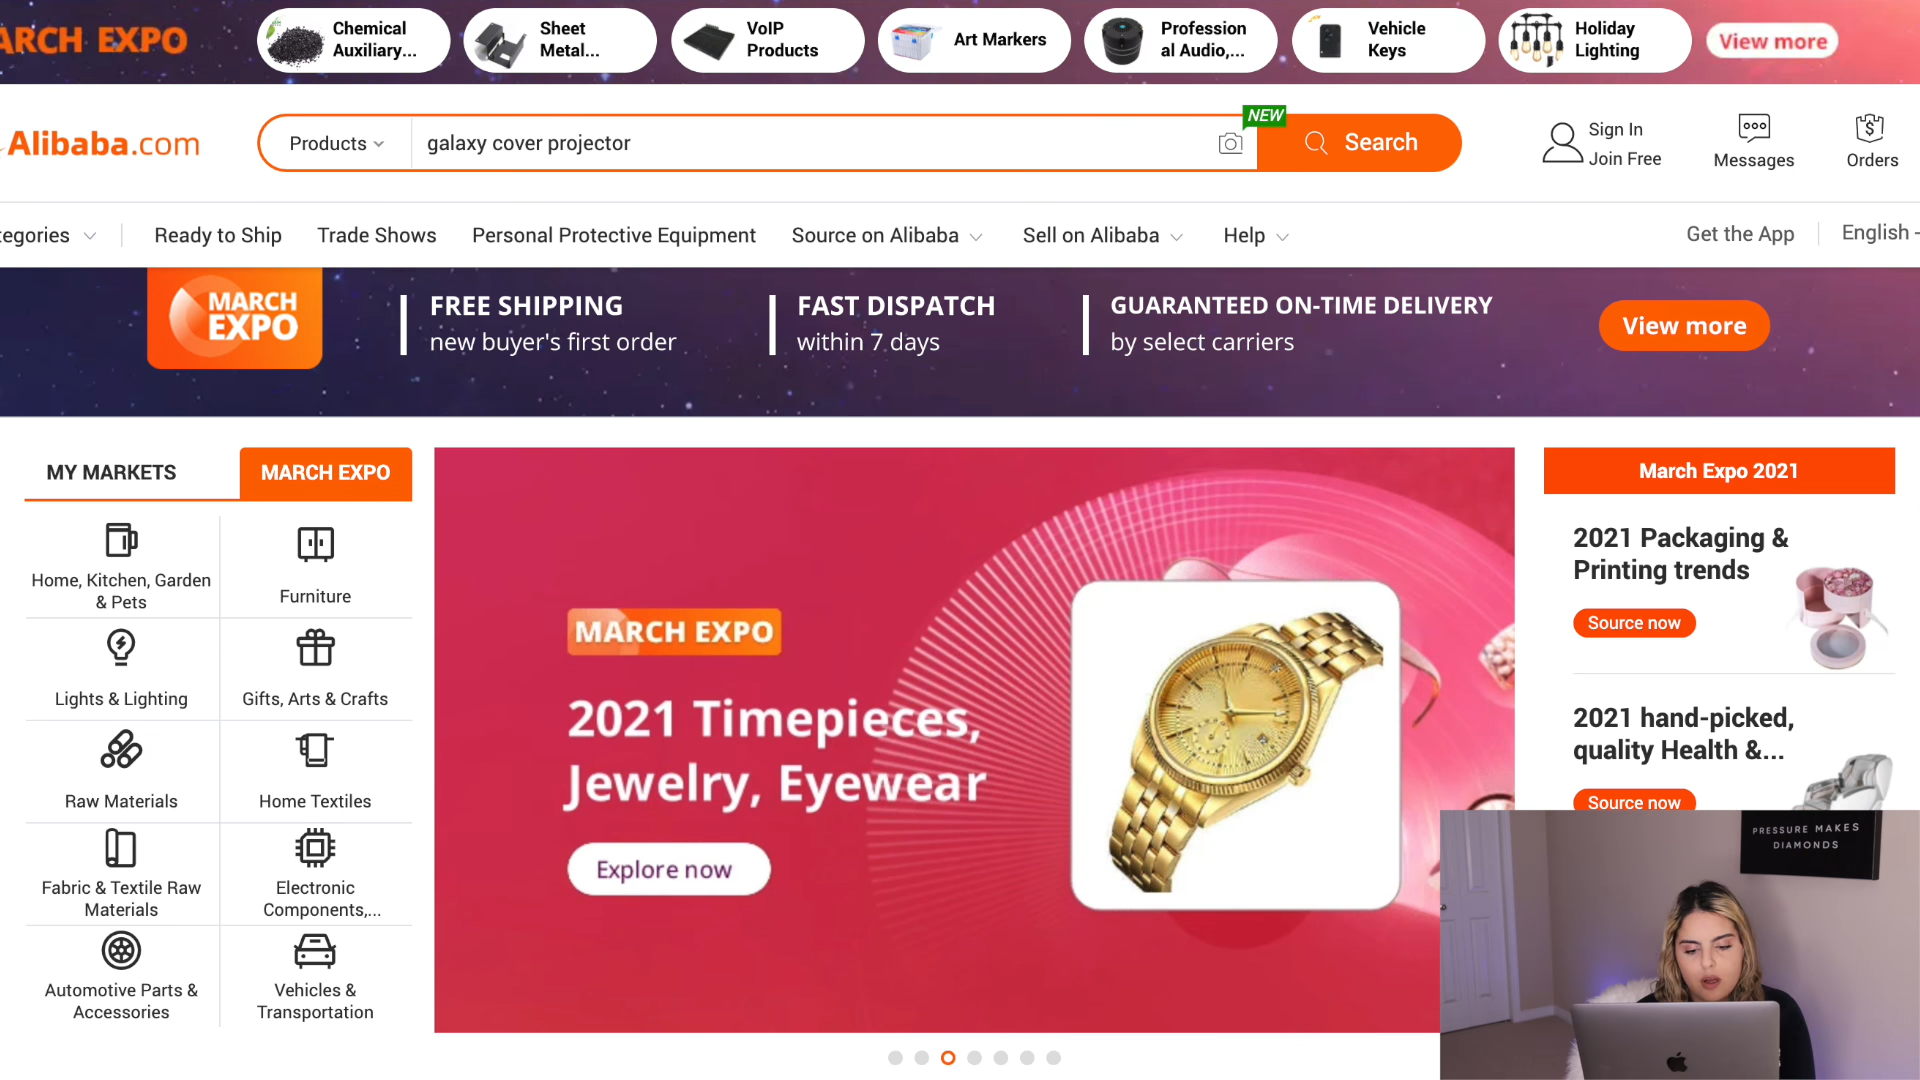 ARCH EXPO
Chemical
Auxiliary...
Sheet
Metal...
VoIP
Products
Art Markers
Profession
al Audio,...
Vehicle
Keys
Holiday
Lighting
View more
Alibaba.com
Products
galaxy cover projector
NEW
Search
Sign In
Join Free
Messages
Orders
tegories
Ready to Ship
Trade Shows
Personal Protective Equipment
Source on Alibaba
Sell on Alibaba
Help
Get the App
English -
MARCH
EXPO
FREE SHIPPING
new buyer's first order
FAST DISPATCH
within 7 days
GUARANTEED ON-TIME DELIVERY
by select carriers
View more
MY MARKETS
MARCH EXPO
Home, Kitchen, Garden
& Pets
Furniture
Lights & Lighting
Gifts, Arts & Crafts
Raw Materials
Home Textiles
Fabric & Textile Raw
Materials
Electronic
Components,...
Automotive Parts &
Accessories
Vehicles &
Transportation
MARCH EXPO
2021 Timepieces,
Jewelry, Eyewear
Explore now
March Expo 2021
2021 Packaging &
Printing trends
Source now
2021 hand-picked,
quality Health &...
Source now
PRESSURE MAKES
DIAMONDS